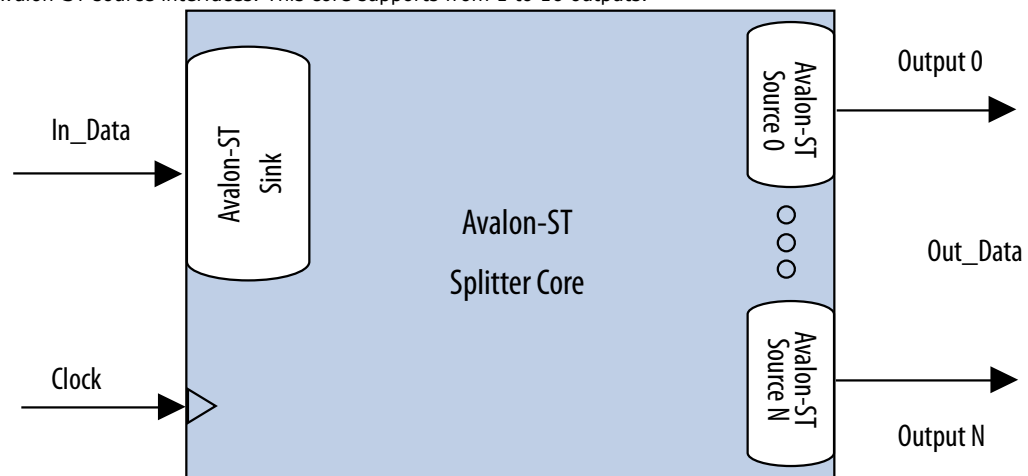 Avalon-ST Source interfaces. This core supports from 1 to 16 outputs.
Output 0
Avalon-ST
Source 0
In_Data
Avalon-ST
Sink
Avalon-ST
Splitter Core
Out_Data
Clock
Avalon-ST
Source N
Output N